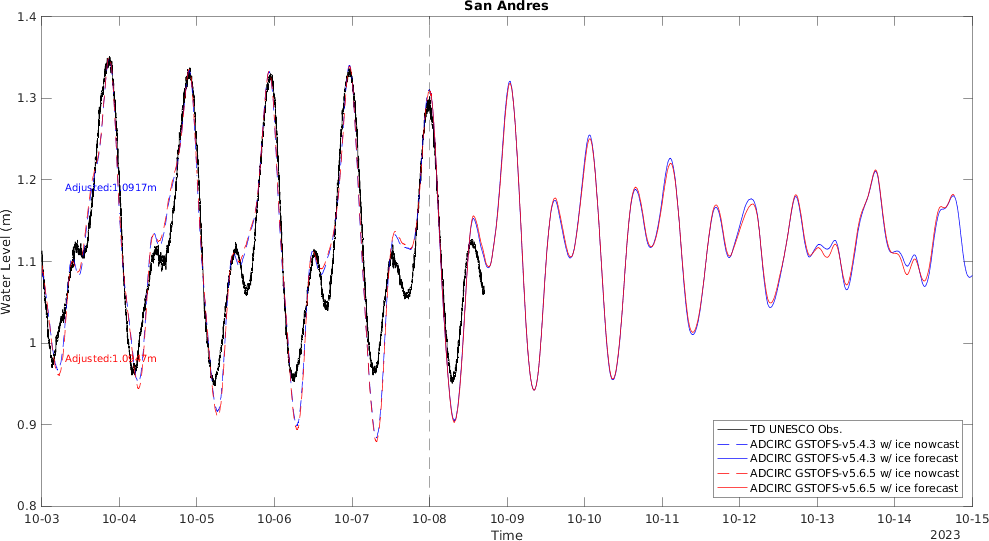 San Andres
Water Level (m)
1.4
1.3
1.2
1.1
1
0.9
0.8
Adjusted:1.0917m
TD UNESCO Obs.
ADCIRC GSTOFS-v5.4.3 w/ ice nowcast
ADCIRC GSTOFS-v5.4.3 w/ ice forecast
ADCIRC GSTOFS-v5.6.5 w/ ice nowcast
ADCIRC GSTOFS-v5.6.5 w/ ice forecast
10-03 10-04 10-05 10-06 10-07 10-08 10-09 10-10 10-11 10-12 10-13 10-14 10-15
Time
2023